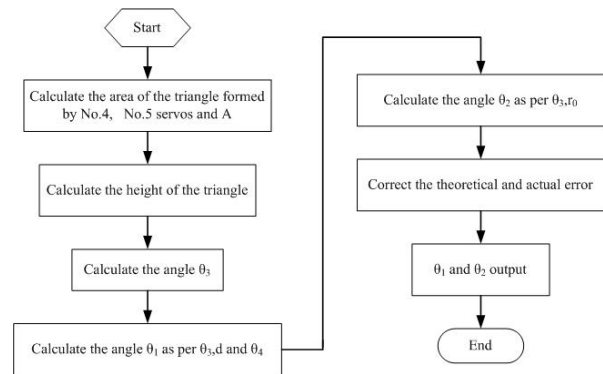 Start
Calculate the area of the triangle formed
by No.4, No.5 servos and A
Calculate the height of the triangle
Calculate the angle θ₃
Calculate the angle θ₁ as per θ₃,d and θ₄
Calculate the angle θ₂ as per θ₃,r₀
Correct the theoretical and actual error
θ₁ and θ₂ output
End